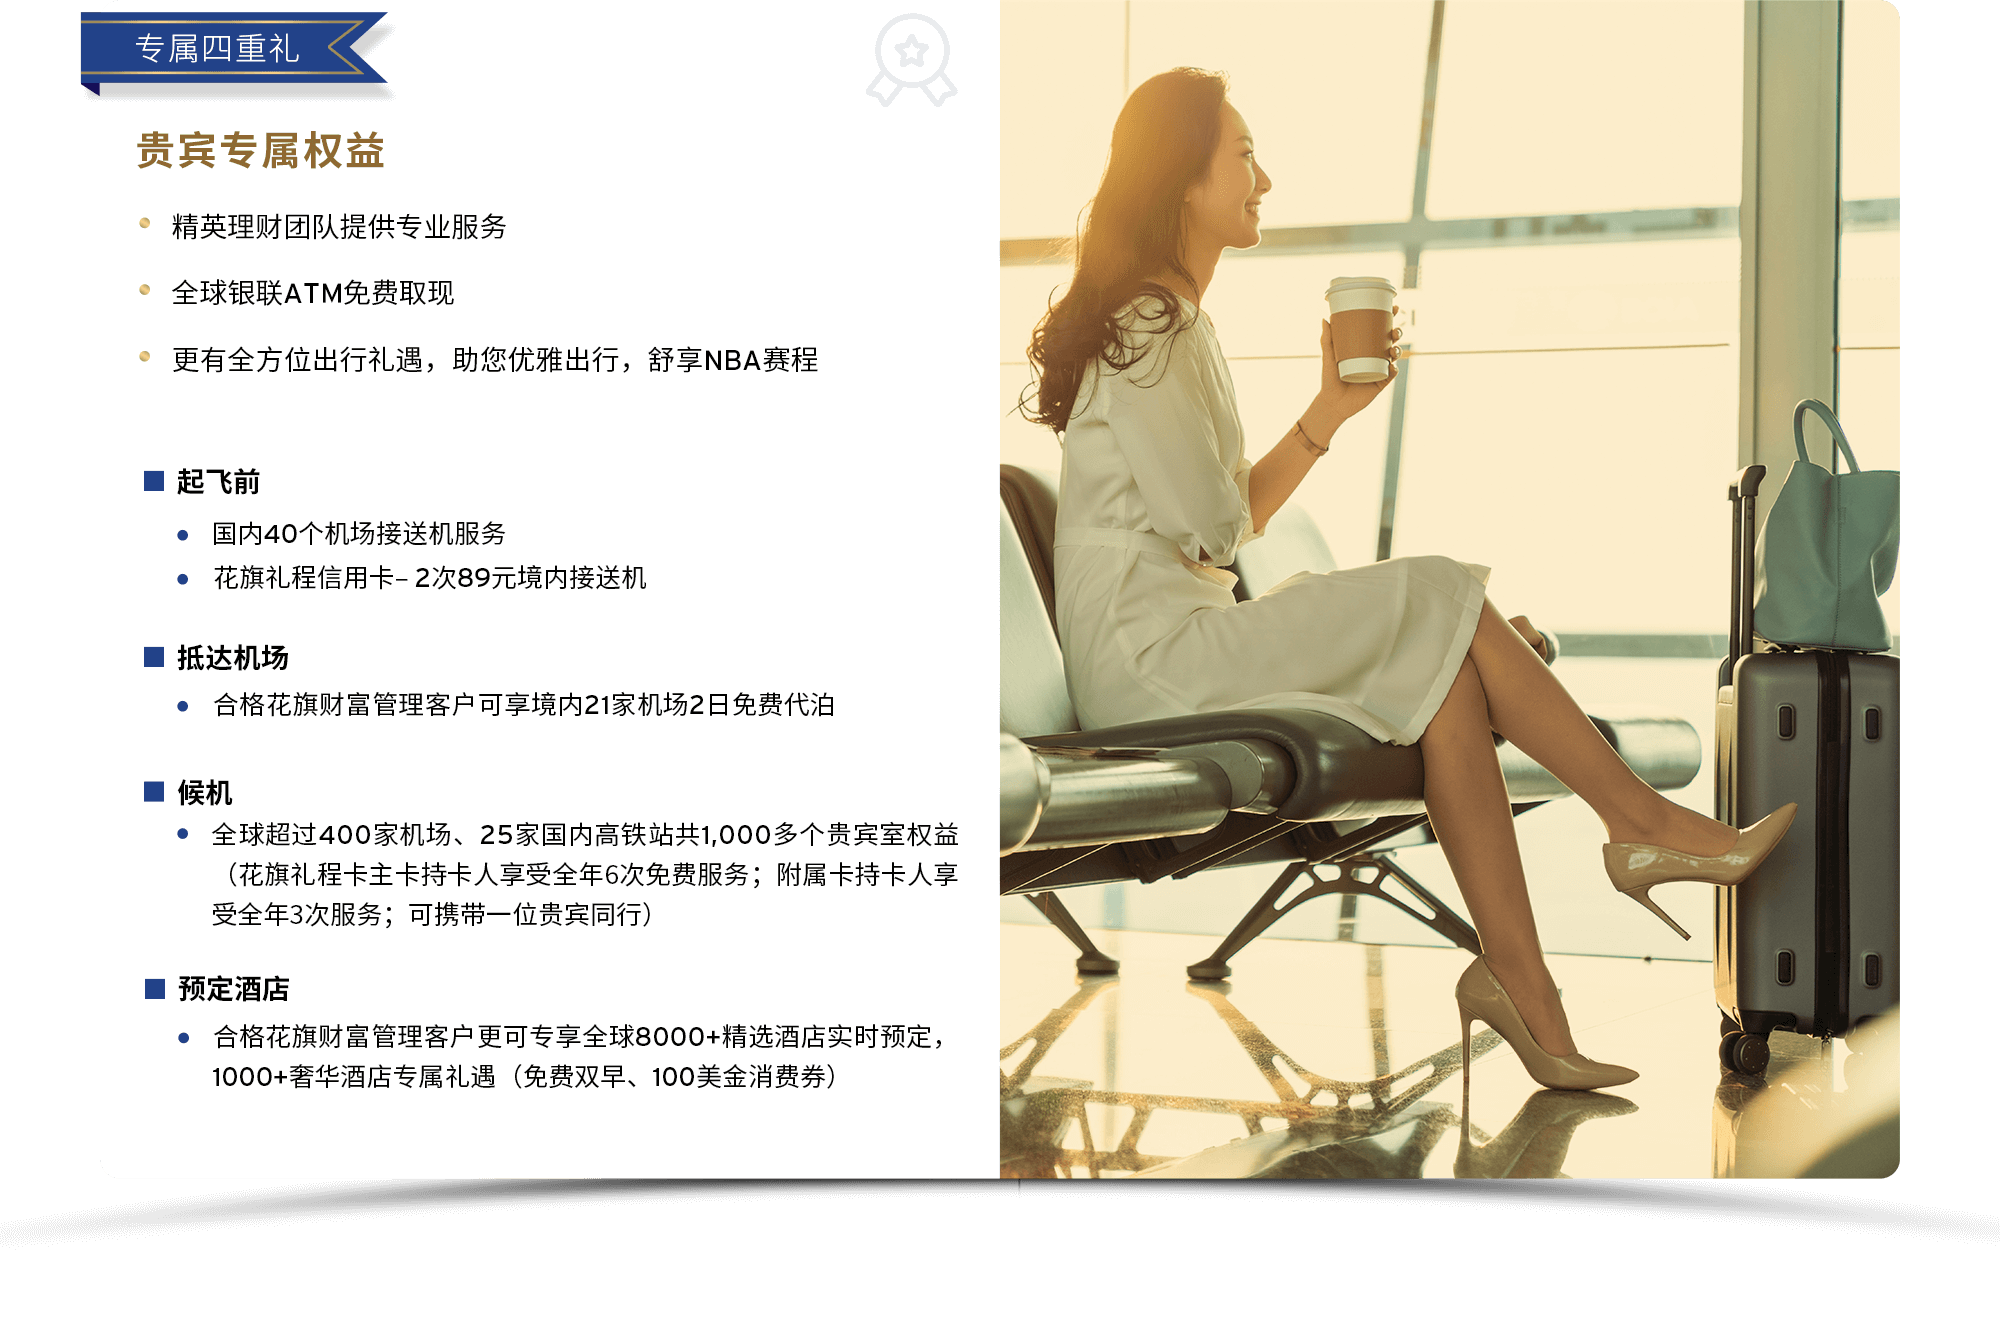 专属四重礼
贵宾专属权益
精英理财团队提供专业服务
全球银联ATM免费取现
更有全方位出行礼遇，助您优雅出行，舒享NBA赛程
起飞前
国内40个机场接送机服务
花旗礼程信用卡– 2次89元境内接送机
抵达机场
合格花旗财富管理客户可享境内21家机场2日免费代泊
候机
全球超过400家机场、25家国内高铁站共1,000多个贵宾室权益
（花旗礼程卡主卡持卡人享受全年6次免费服务；附属卡持卡人享
受全年3次服务；可携带一位贵宾同行）
预定酒店
合格花旗财富管理客户更可专享全球8000+精选酒店实时预定，
1000+奢华酒店专属礼遇（免费双早、100美金消费券）